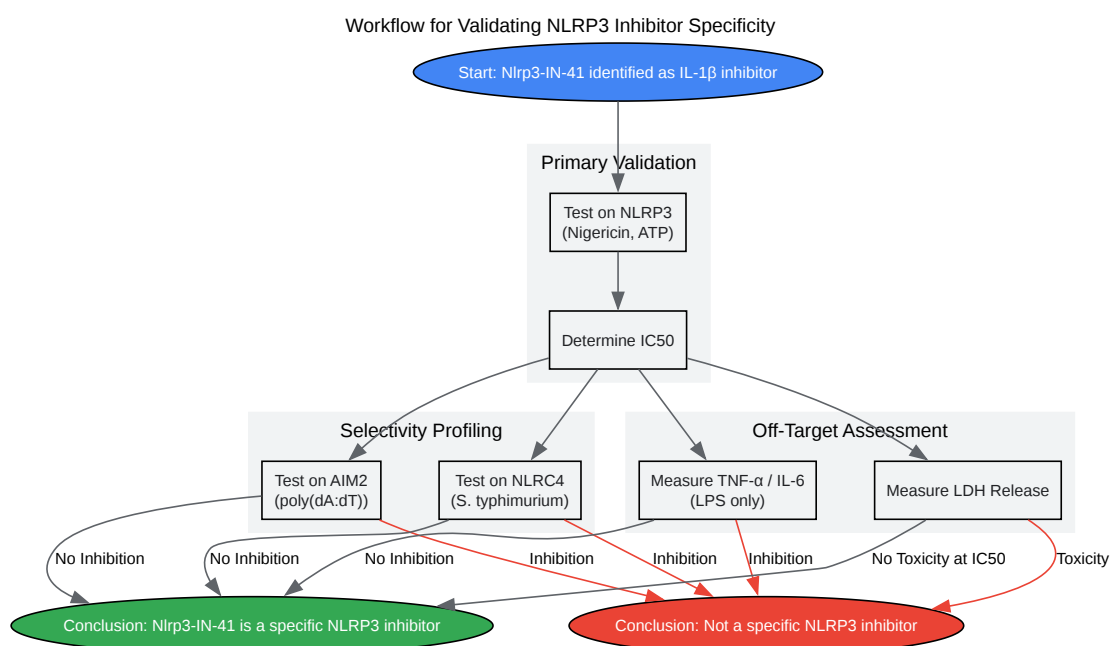 Workflow for Validating NLRP3 Inhibitor Specificity
Start: Nlrp3-IN-41 identified as IL-1β inhibitor
Primary Validation
Test on NLRP3
(Nigericin, ATP)
Determine IC50
Selectivity Profiling
Off-Target Assessment
Test on AIM2
(poly(dA:dT))
Test on NLRC4
(S. typhimurium)
Measure TNF-α / IL-6
(LPS only)
Measure LDH Release
No Inhibition
No Inhibition
No Inhibition
Inhibition
Inhibition
Inhibition
No Toxicity at IC50
Toxicity
Conclusion: Nlrp3-IN-41 is a specific NLRP3 inhibitor
Conclusion: Not a specific NLRP3 inhibitor